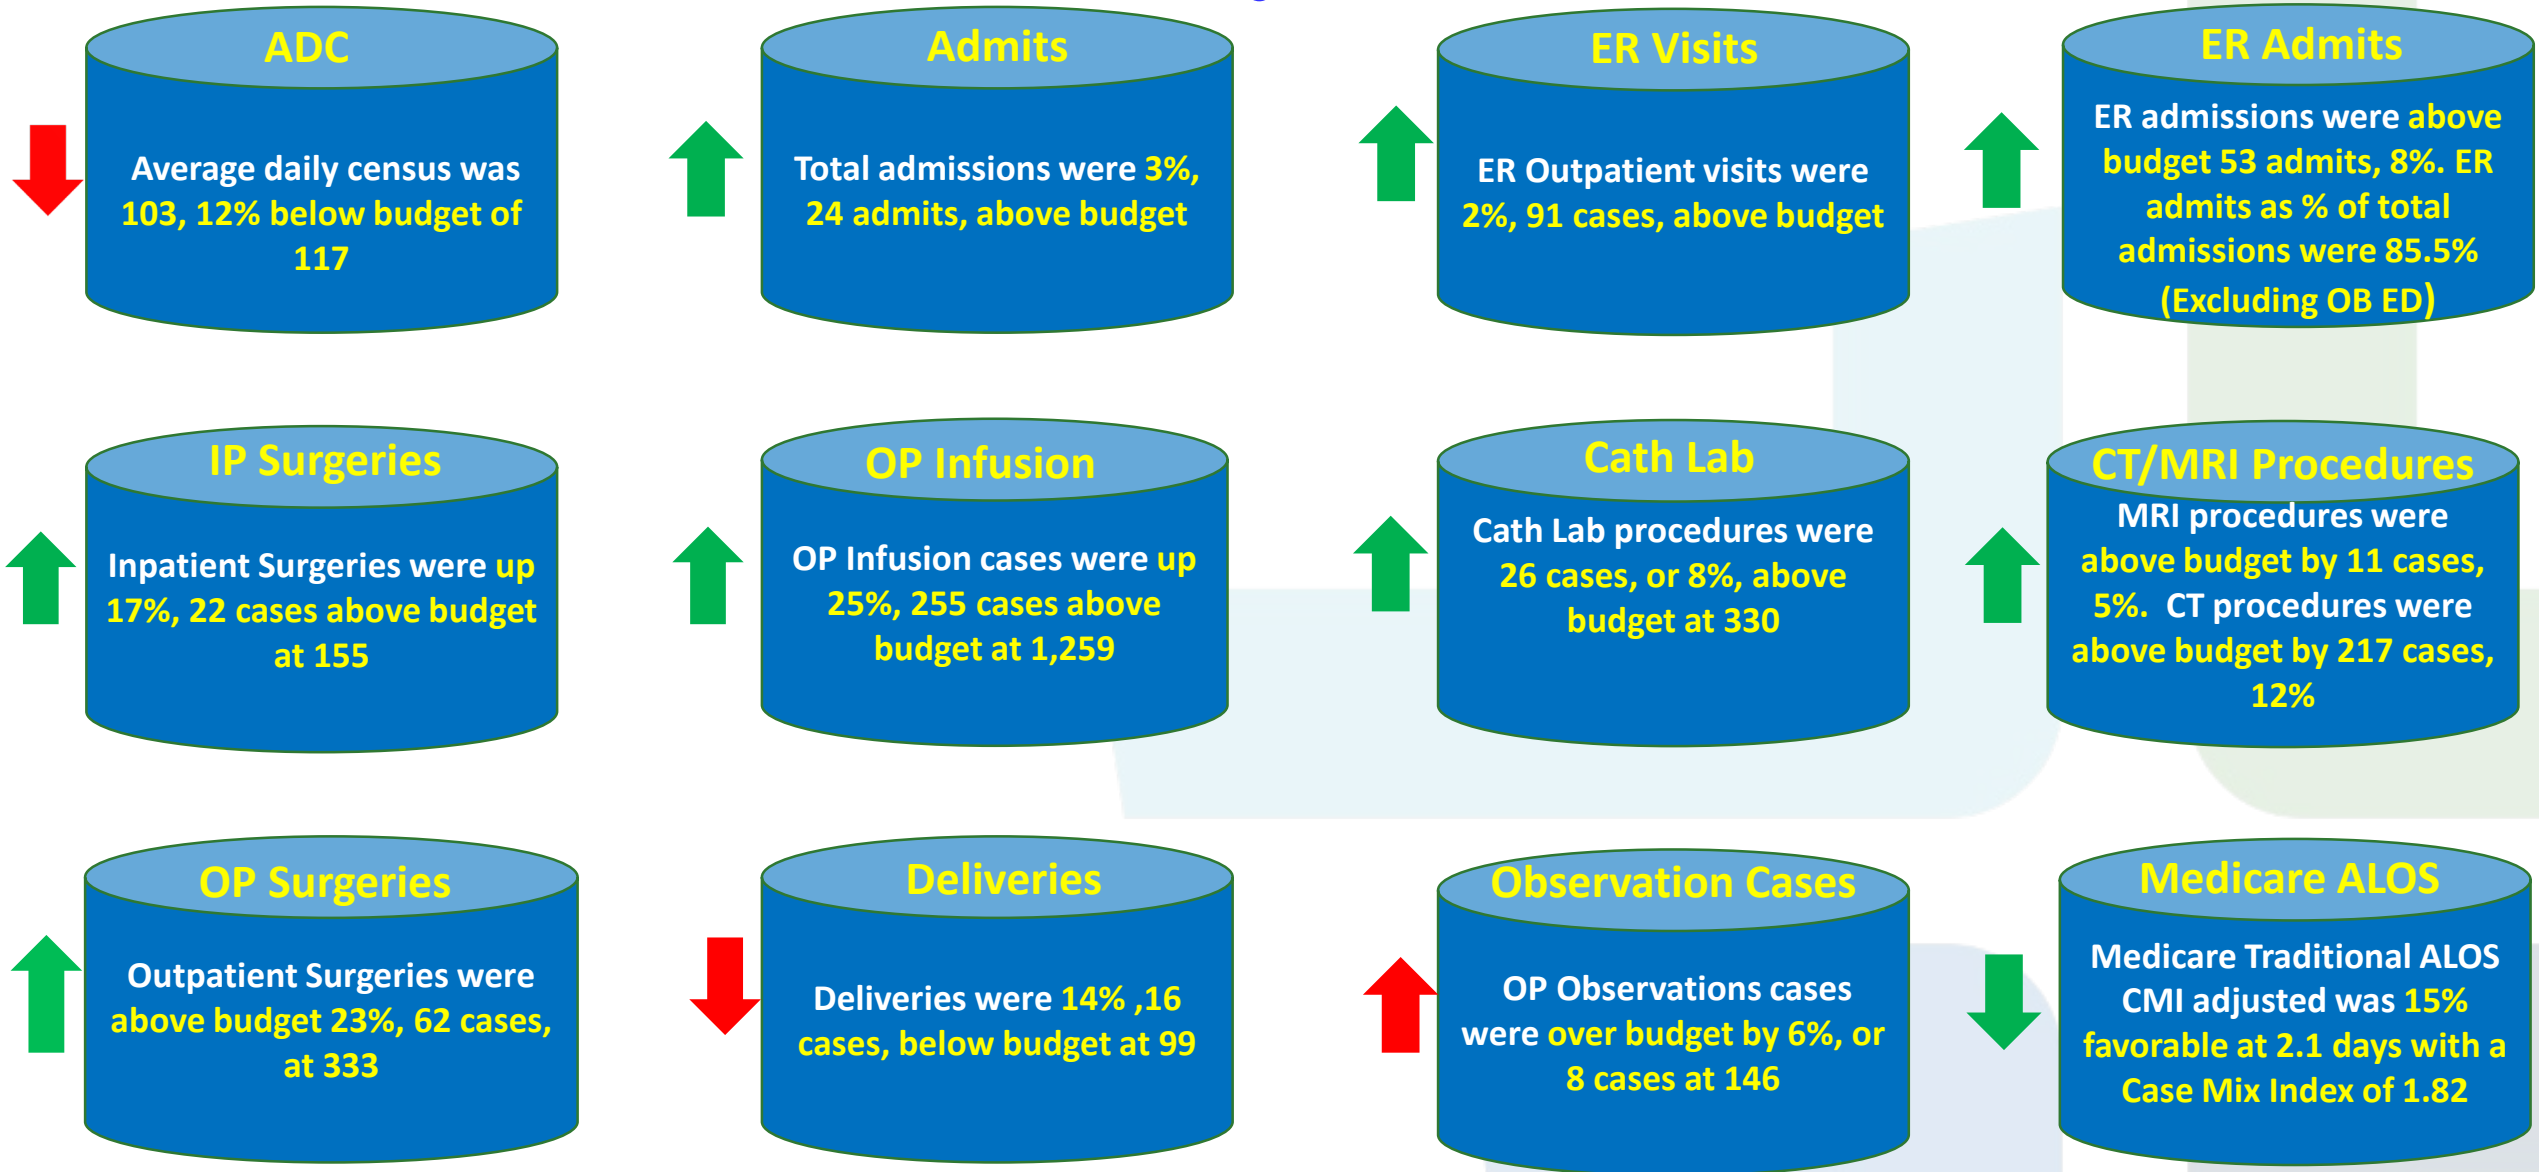 ADC
Average daily census was
103, 12% below budget of
117
Admits
Total admissions were 3%,
24 admits, above budget
ER Visits
ER Outpatient visits were
2%, 91 cases, above budget
ER Admits
ER admissions were above
budget 53 admits, 8%. ER
admits as % of total
admissions were 85.5%
(Excluding OB ED)
IP Surgeries
Inpatient Surgeries were up
17%, 22 cases above budget
at 155
OP Infusion
OP Infusion cases were up
25%, 255 cases above
budget at 1,259
Cath Lab
Cath Lab procedures were
26 cases, or 8%, above
budget at 330
CT/MRI Procedures
MRI procedures were
above budget by 11 cases,
5%. CT procedures were
above budget by 217 cases,
12%
OP Surgeries
Outpatient Surgeries were
above budget 23%, 62 cases,
at 333
Deliveries
Deliveries were 14% ,16
cases, below budget at 99
Observation Cases
OP Observations cases
were over budget by 6%, or
8 cases at 146
Medicare ALOS
Medicare Traditional ALOS
CMI adjusted was 15%
favorable at 2.1 days with a
Case Mix Index of 1.82